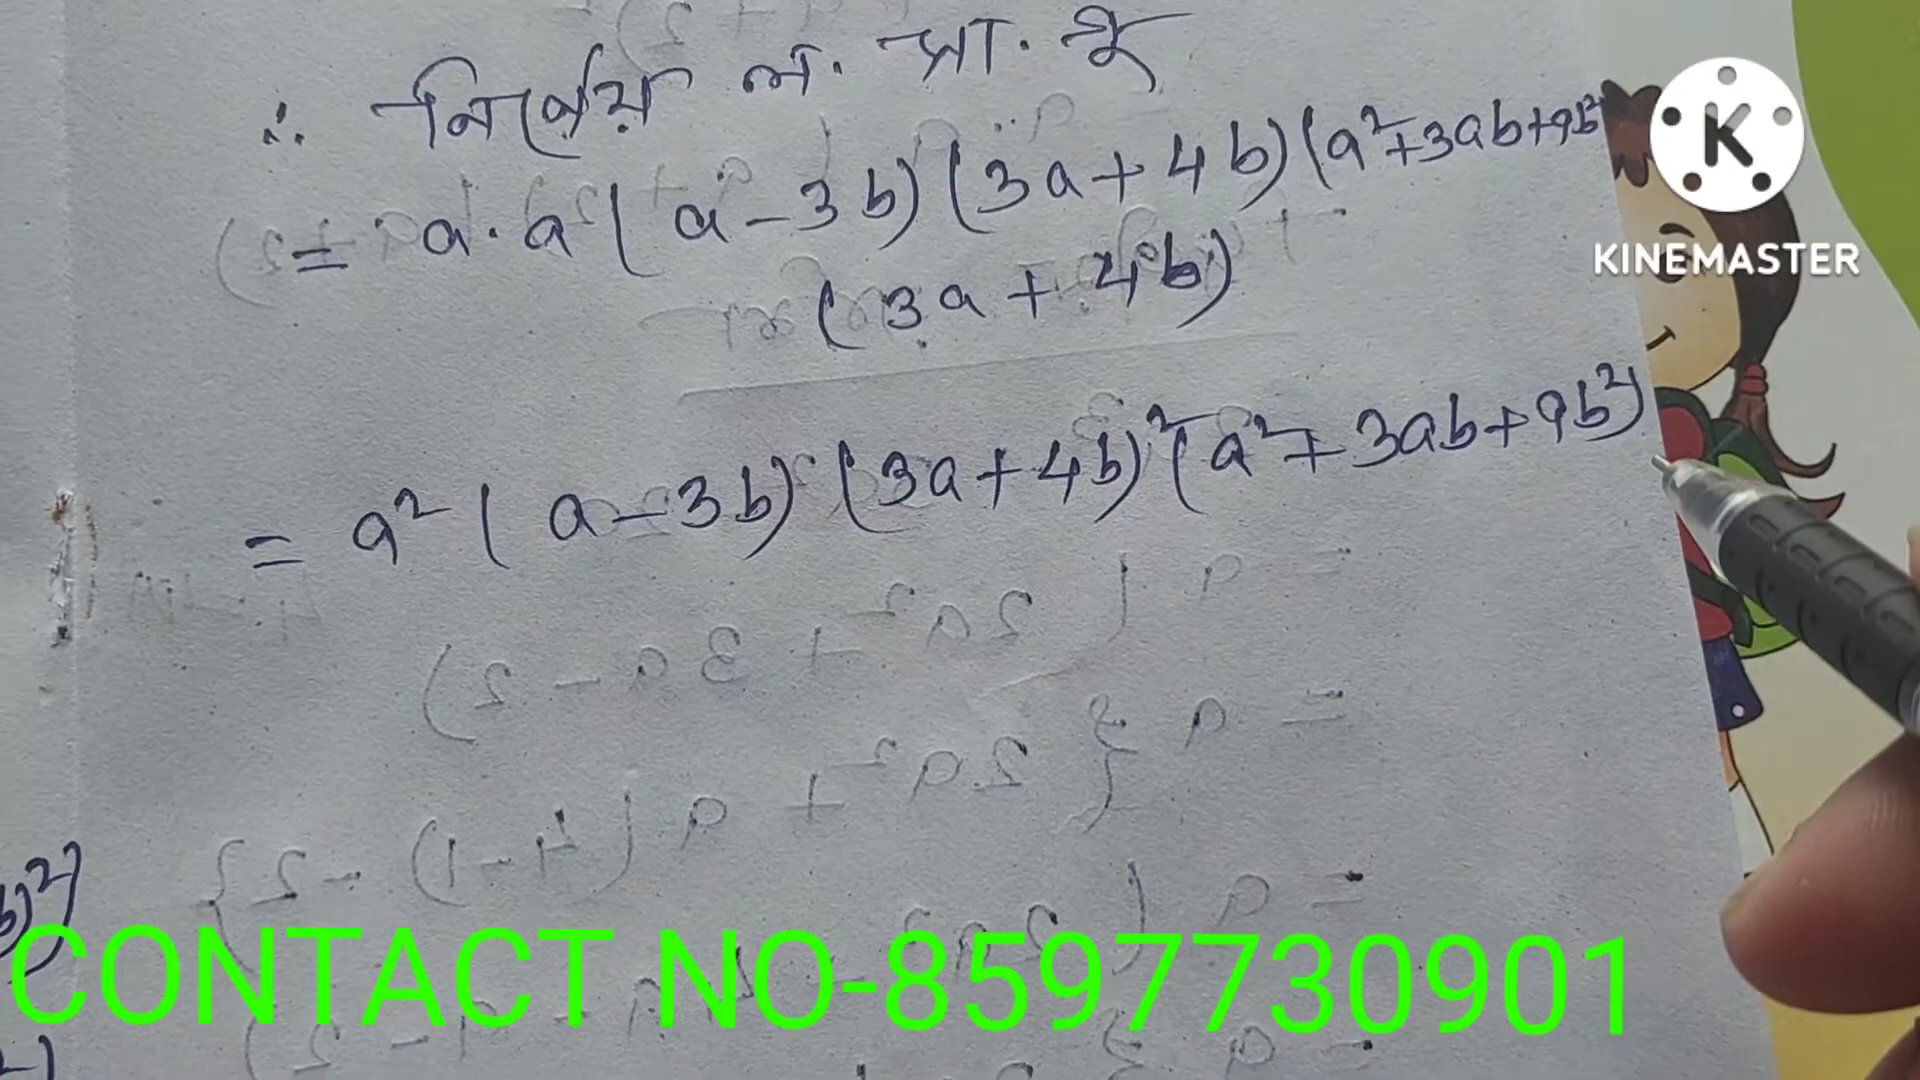 ∴ নির্ণেয় ল. সা. গু
= a·a(a-3b)(3a+4b)(a²+3ab+9b²
(3a+4b)
= a²(a-3b)(3a+4b)²(a²+3ab+9b²)
b)²)
K
KINEMASTER
CONTACT NO-8597730901